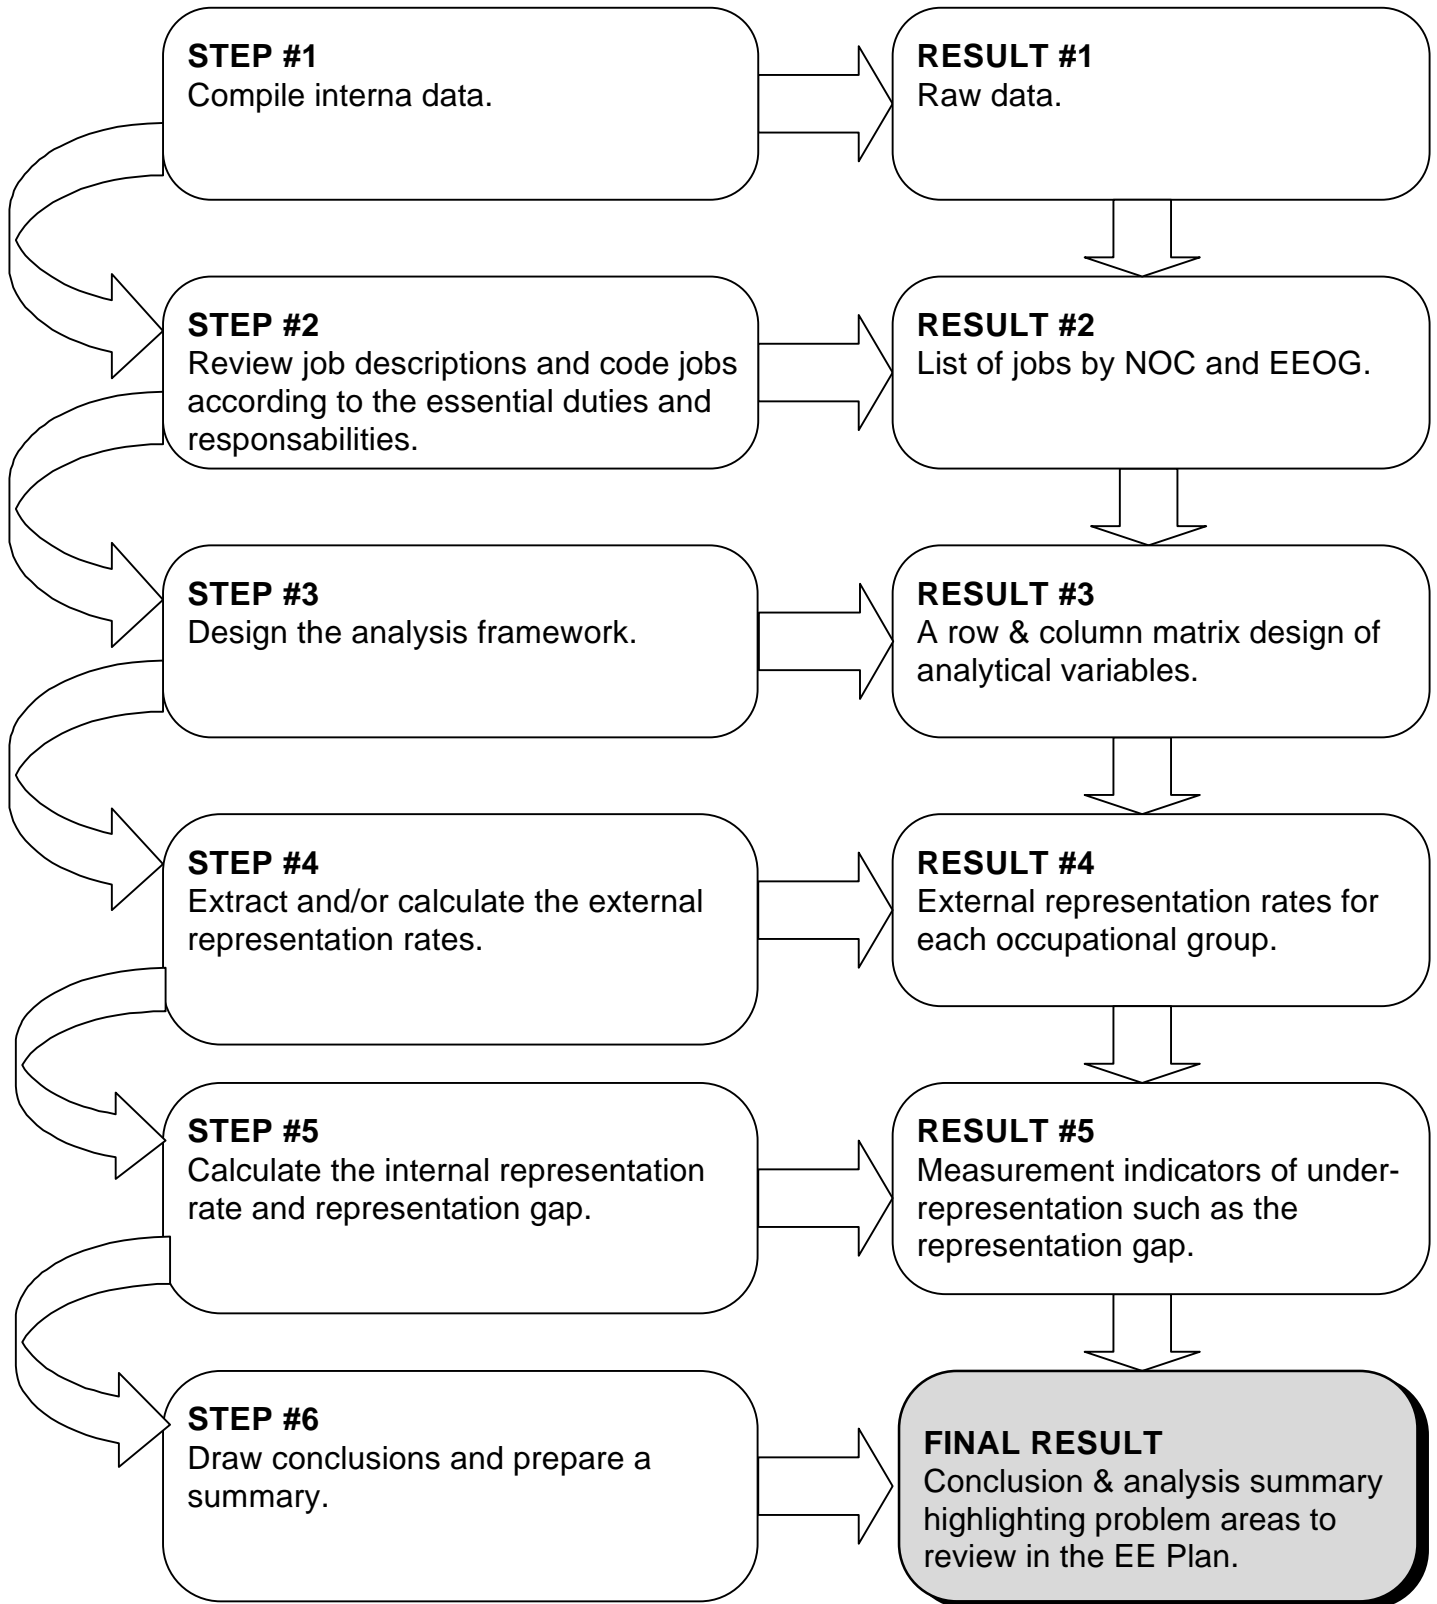 STEP #1
Compile interna data.
RESULT #1
Raw data.
STEP #2
Review job descriptions and code jobs
according to the essential duties and
responsabilities.
RESULT #2
List of jobs by NOC and EEOG.
STEP #3
Design the analysis framework.
RESULT #3
A row & column matrix design of
analytical variables.
STEP #4
Extract and/or calculate the external
representation rates.
RESULT #4
External representation rates for
each occupational group.
STEP #5
Calculate the internal representation
rate and representation gap.
RESULT #5
Measurement indicators of under-
representation such as the
representation gap.
STEP #6
Draw conclusions and prepare a
summary.
FINAL RESULT
Conclusion & analysis summary
highlighting problem areas to
review in the EE Plan.